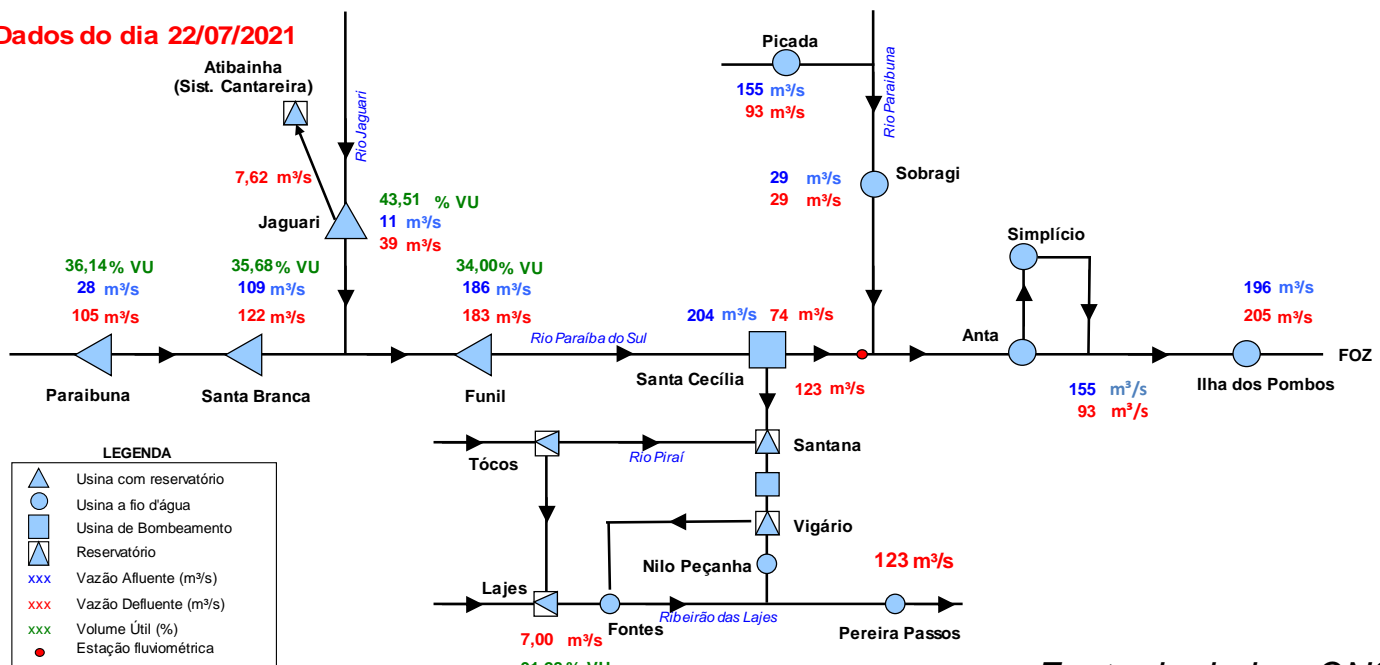 Dados do dia 22/07/2021
Atibainha
(Sist. Cantareira)
Rio Jaguari
7,62 m³/s
Jaguari
43,51 % VU
11 m³/s
39 m³/s
Picada
155 m³/s
93 m³/s
Rio Paraibuna
29 m³/s
29 m³/s
Sobragi
Simplício
36,14% VU
28 m³/s
105 m³/s
Paraibuna
35,68% VU
109 m³/s
122 m³/s
Santa Branca
34,00% VU
186 m³/s
183 m³/s
Funil
Rio Paraíba do Sul
204 m³/s 74 m³/s
Santa Cecília
123 m³/s
Anta
155 m³/s
93 m³/s
196 m³/s
205 m³/s
Ilha dos Pombos
FOZ
Tócos
Rio Piraí
Santana
Vigário
Nilo Peçanha
123 m³/s
Lajes
Fontes
Ribeirão das Lajes
Pereira Passos
7,00 m³/s
LEGENDA
Usina com reservatório
Usina a fio d'água
Usina de Bombeamento
Reservatório
xxx Vazão Afluente (m³/s)
xxx Vazão Defluente (m³/s)
xxx Volume Útil (%)
Estação fluviométrica